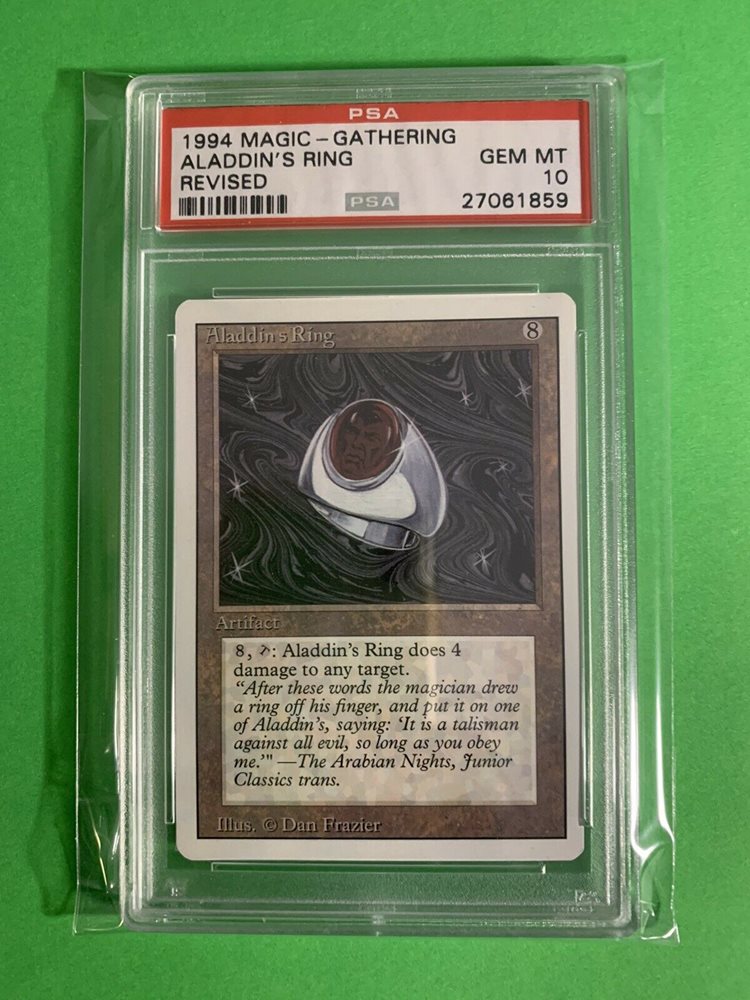 PSA
1994 MAGIC - GATHERING
ALADDIN'S RING GEM MT
REVISED 10
PSA 27061859
Aladdin's Ring 8
Artifact
8, : Aladdin's Ring does 4
damage to any target.
"After these words the magician drew
a ring off his finger, and put it on one
of Aladdin's, saying: 'It is a talisman
against all evil, so long as you obey
me.'" —The Arabian Nights, Junior
Classics trans.
Illus. © Dan Frazier